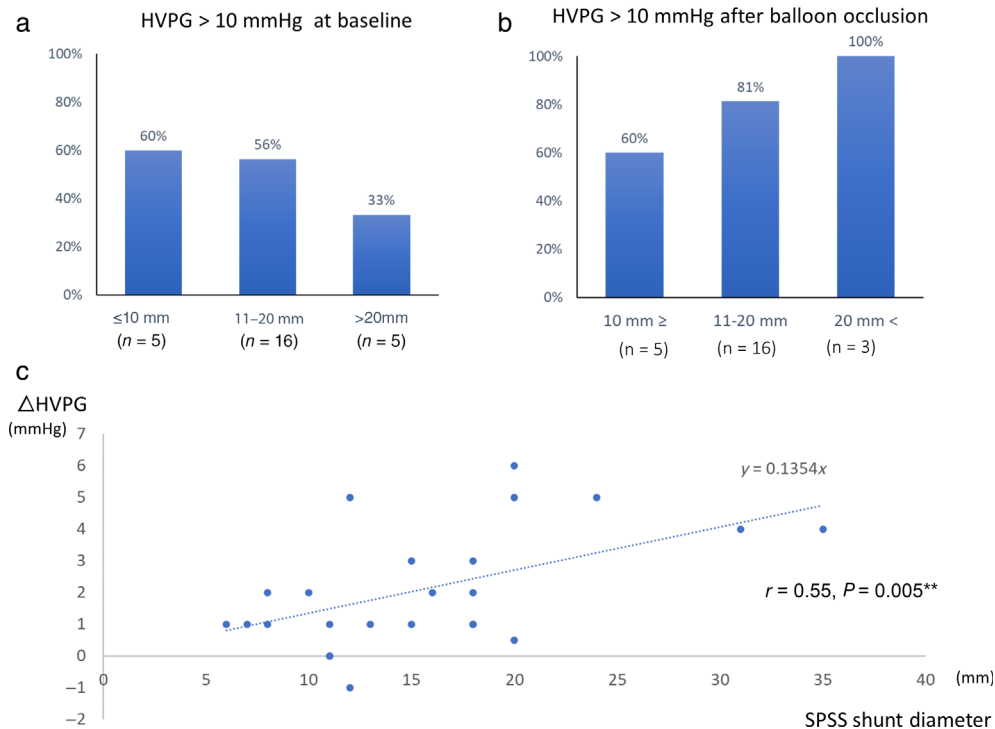 a
HVPG > 10 mmHg at baseline
100%
80%
60%
40%
20%
0%
60%
56%
33%
≤10 mm
11–20 mm
>20mm
(n = 5)
(n = 16)
(n = 5)
b
HVPG > 10 mmHg after balloon occlusion
100%
80%
60%
40%
20%
0%
60%
81%
100%
10 mm ≥
11-20 mm
20 mm <
(n = 5)
(n = 16)
(n = 3)
c
△HVPG
(mmHg)
7
6
5
4
3
2
1
0
−1
−2
y = 0.1354x
r = 0.55, P = 0.005**
0 5 10 15 20 25 30 35 40 (mm)
SPSS shunt diameter